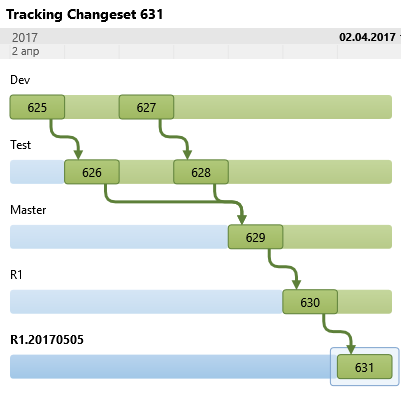 Tracking Changeset 631
2017 02.04.2017
2 апр
Dev
625 627
Test
626 628
Master
629
R1
630
R1.20170505
631